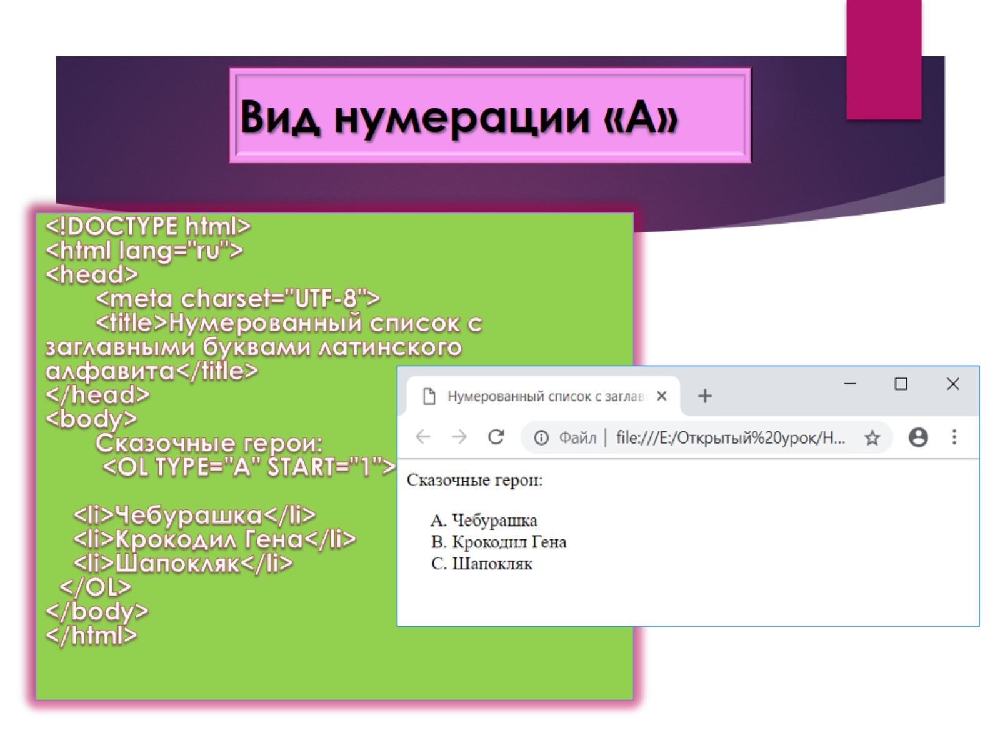 Вид нумерации «А»
<!DOCTYPE html>
<html lang="ru">
<head>
<meta charset="UTF-8">
<title>Нумерованный список с
заглавными буквами латинского
алфавита</title>
</head>
<body>
Сказочные герои:
<OL TYPE="A" START="1">
<li>Чебурашка</li>
<li>Крокодил Гена</li>
<li>Шапокляк</li>
</OL>
</body>
</html>
Нумерованный список с заглав
Файл | file:///E:/Открытый%20урок/Н...
Сказочные герои:
A. Чебурашка
B. Крокодил Гена
C. Шапокляк